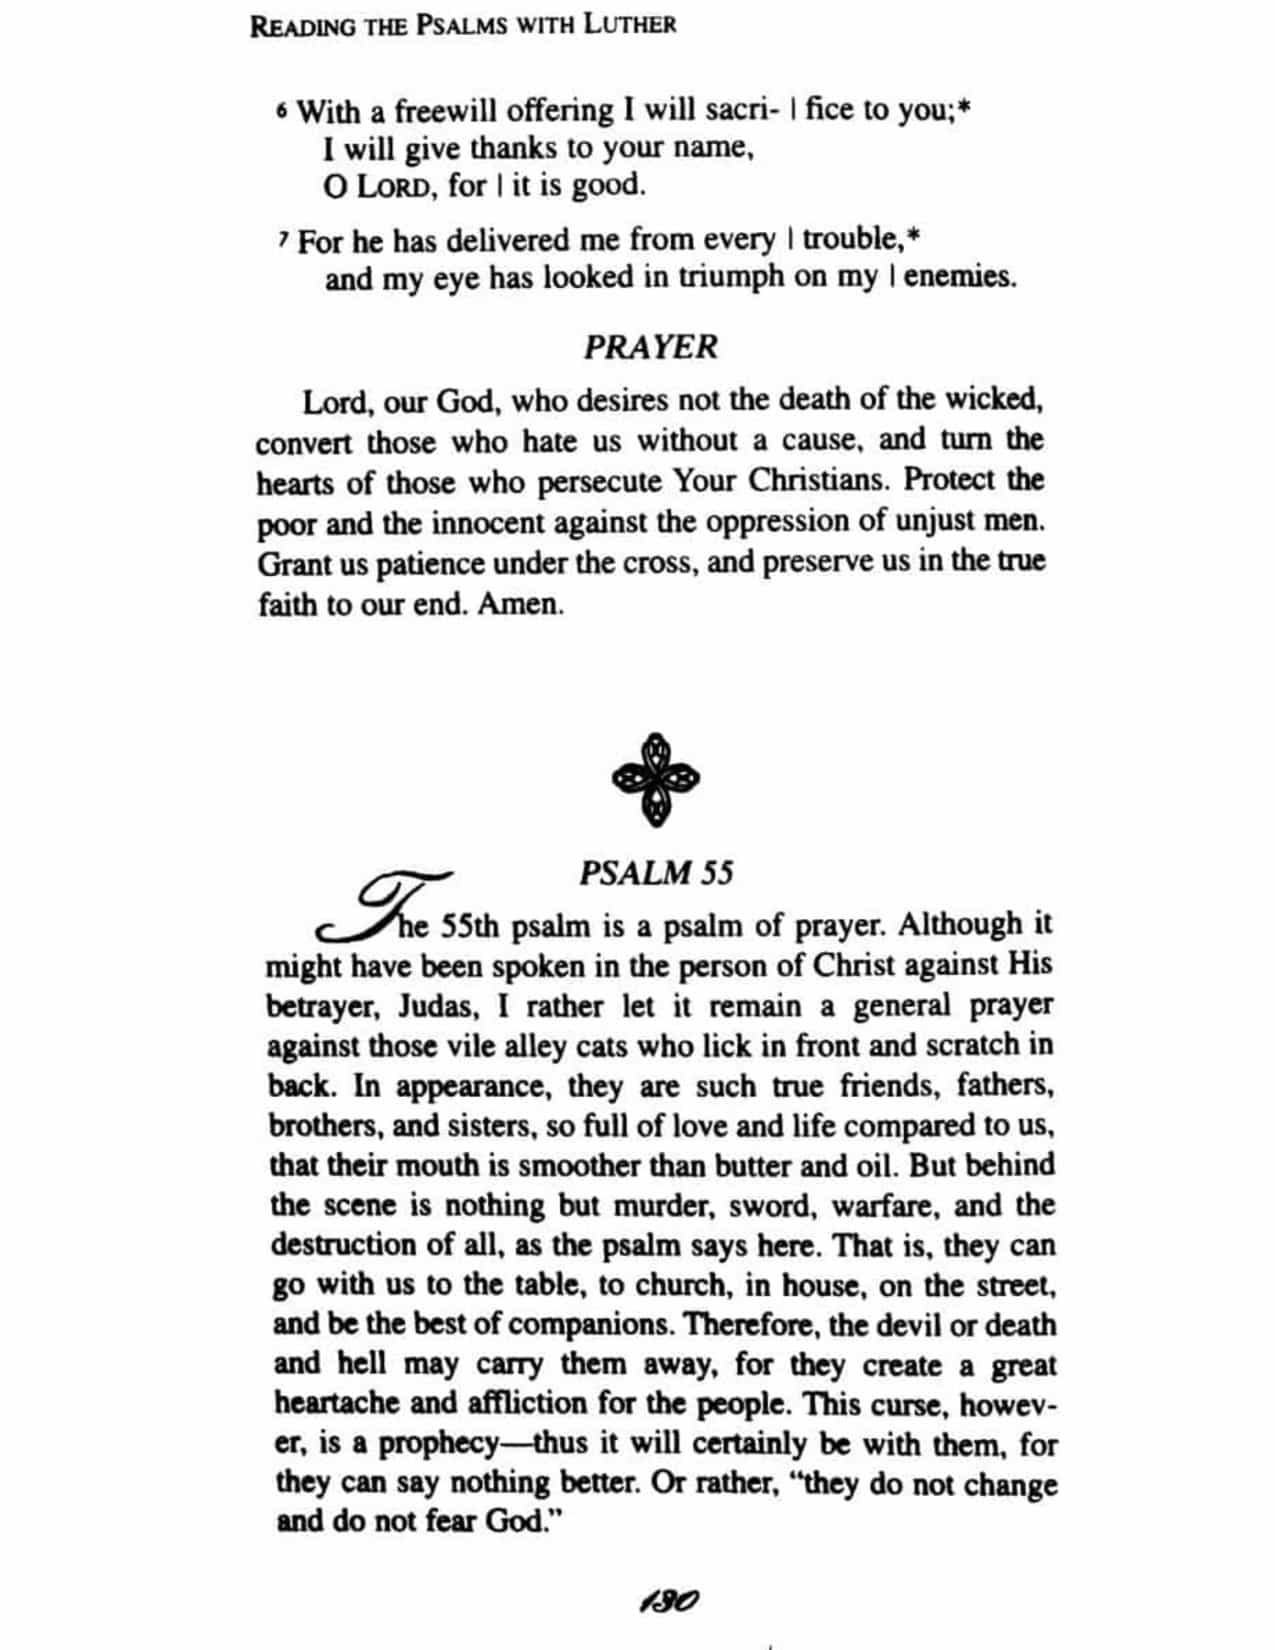 READING THE PSALMS WITH LUTHER
6 With a freewill offering I will sacri- | fice to you;*
I will give thanks to your name,
O LORD, for | it is good.
7 For he has delivered me from every | trouble,*
and my eye has looked in triumph on my | enemies.
PRAYER
Lord, our God, who desires not the death of the wicked,
convert those who hate us without a cause, and turn the
hearts of those who persecute Your Christians. Protect the
poor and the innocent against the oppression of unjust men.
Grant us patience under the cross, and preserve us in the true
faith to our end. Amen.
PSALM 55
The 55th psalm is a psalm of prayer. Although it
might have been spoken in the person of Christ against His
betrayer, Judas, I rather let it remain a general prayer
against those vile alley cats who lick in front and scratch in
back. In appearance, they are such true friends, fathers,
brothers, and sisters, so full of love and life compared to us,
that their mouth is smoother than butter and oil. But behind
the scene is nothing but murder, sword, warfare, and the
destruction of all, as the psalm says here. That is, they can
go with us to the table, to church, in house, on the street,
and be the best of companions. Therefore, the devil or death
and hell may carry them away, for they create a great
heartache and affliction for the people. This curse, howev-
er, is a prophecy—thus it will certainly be with them, for
they can say nothing better. Or rather, “they do not change
and do not fear God.”
130